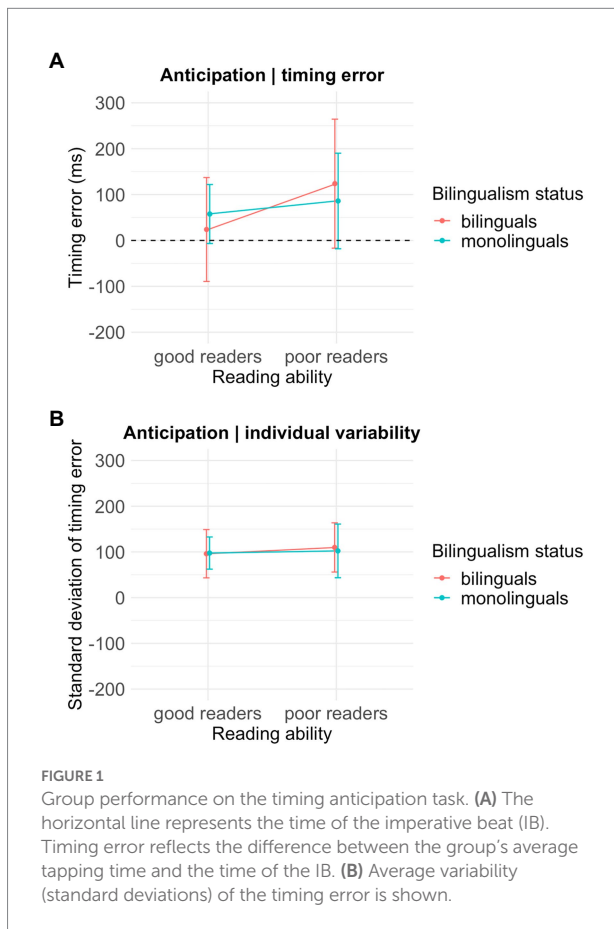 A
Anticipation | timing error
Timing error (ms)
300
200
100
0
-100
-200
good readers poor readers
Reading ability
Bilingualism status
bilinguals
monolinguals
B
Anticipation | individual variability
Standard deviation of timing error
300
200
100
0
-100
-200
good readers poor readers
Reading ability
Bilingualism status
bilinguals
monolinguals
FIGURE 1
Group performance on the timing anticipation task. (A) The
horizontal line represents the time of the imperative beat (IB).
Timing error reflects the difference between the group's average
tapping time and the time of the IB. (B) Average variability
(standard deviations) of the timing error is shown.